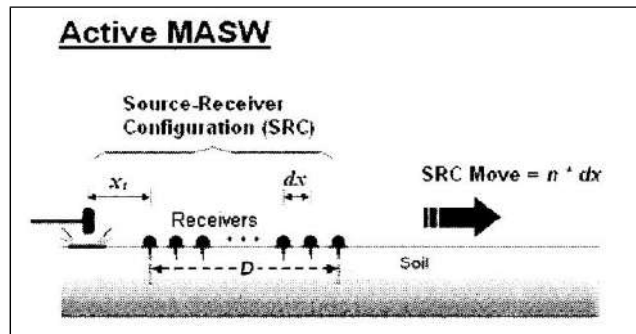 Active MASW
Source-Receiver
Configuration (SRC)
x₁
dx
SRC Move = n * dx
Receivers
D
Soil